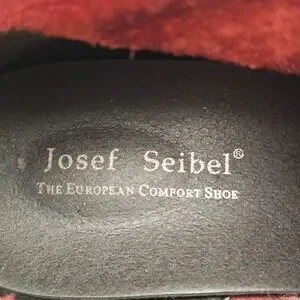 Josef Seibel®
THE EUROPEAN COMFORT SHOE